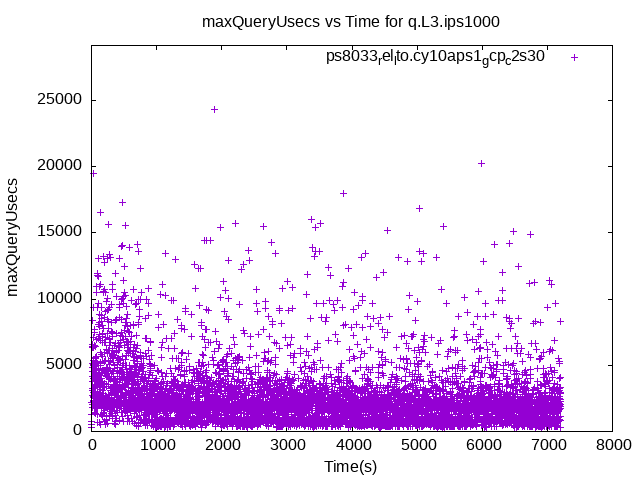 maxQueryUsecs vs Time for q.L3.ips1000
ps8033relito.cy10aps1gcpc2s30
25000
20000
15000
10000
5000
0
maxQueryUsecs
0 1000 2000 3000 4000 5000 6000 7000 8000
Time(s)